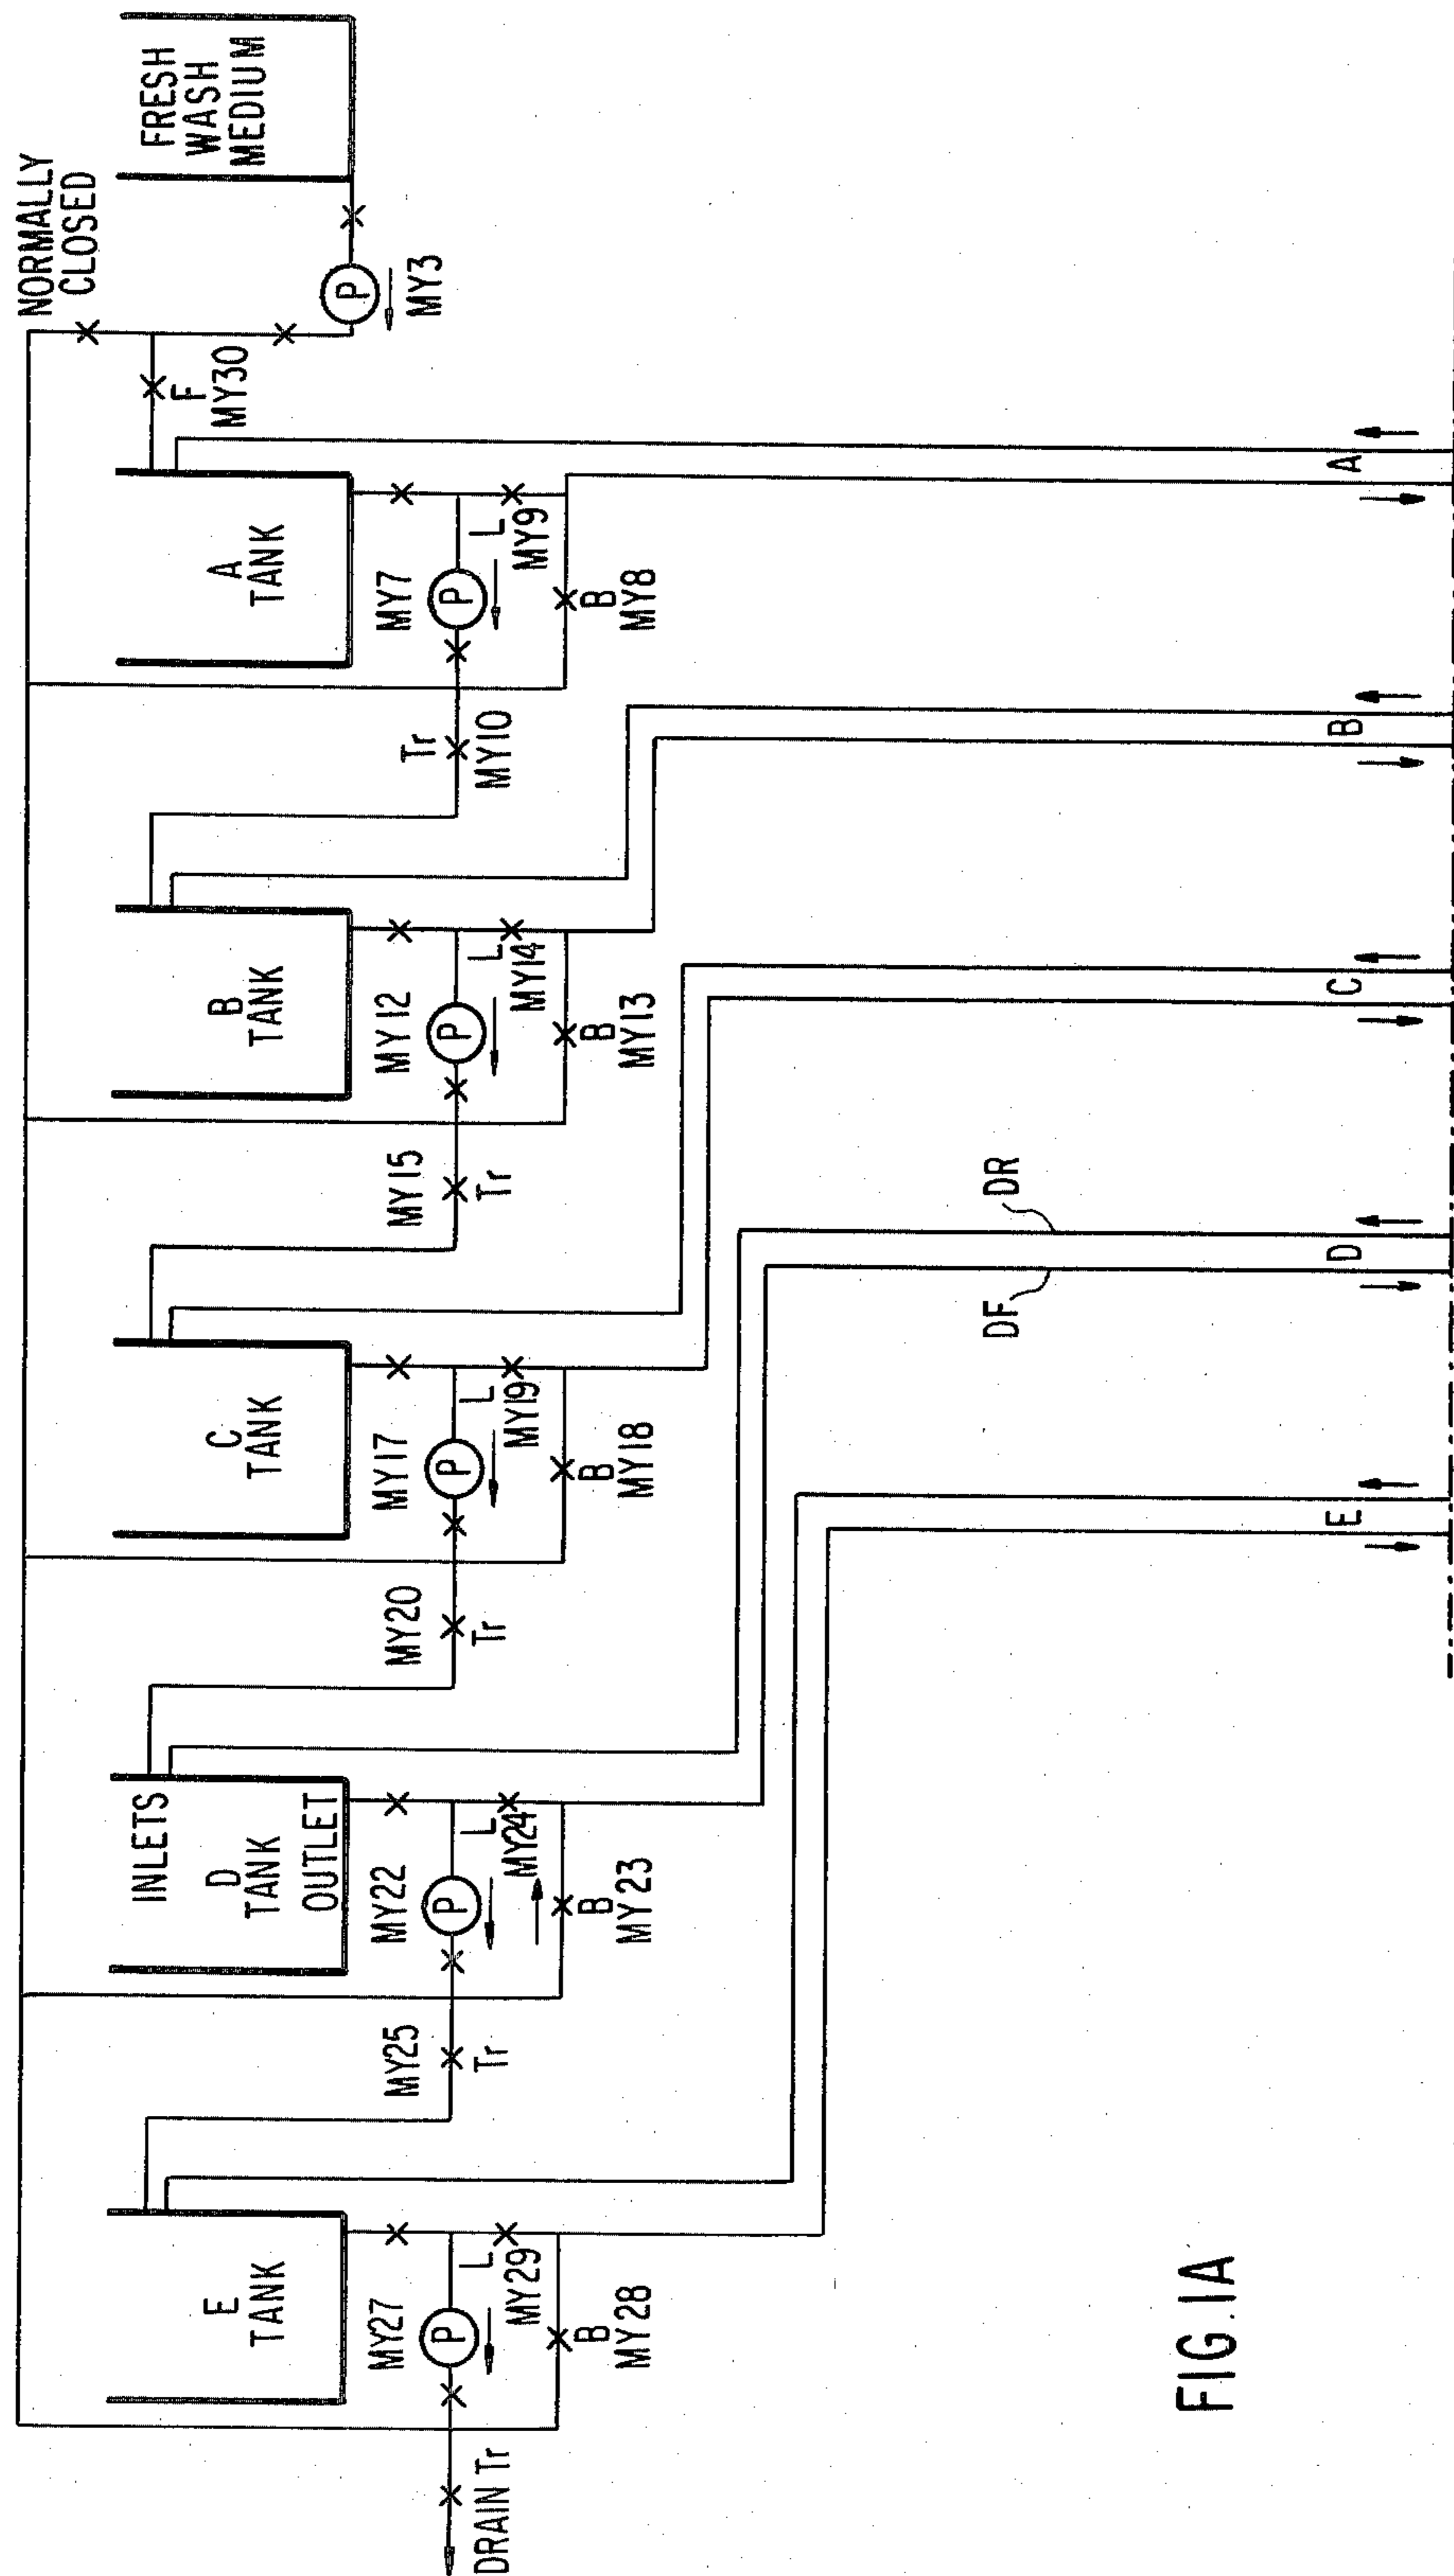 NORMALLY
CLOSED
FRESH
WASH
MEDIUM
P
MY3
F
MY30
A
TANK
MY7
P
L
MY9
B
MY8
Tr
MY10
A
B
TANK
MY12
P
L
MY14
B
MY13
MY15
Tr
B
C
TANK
MY17
P
L
MY19
B
MY18
MY20
Tr
C
INLETS
D
TANK
OUTLET
MY22
P
L
MY24
B
MY23
MY25
Tr
DR
DF
D
E
TANK
MY27
P
L
MY29
B
MY28
DRAIN Tr
E
FIG.1A